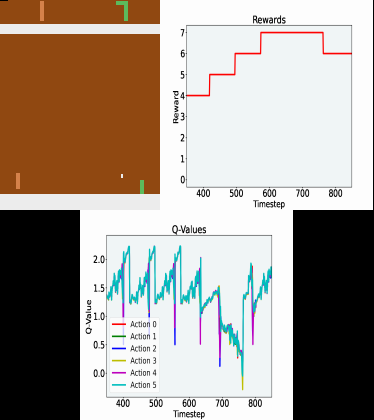 Rewards
7
6
5
4
3
2
1
0
Reward
400 500 600 700 800
Timestep
Q-Values
2.0
1.5
1.0
0.5
0.0
Q-Value
Action 0
Action 1
Action 2
Action 3
Action 4
Action 5
400 500 600 700 800
Timestep